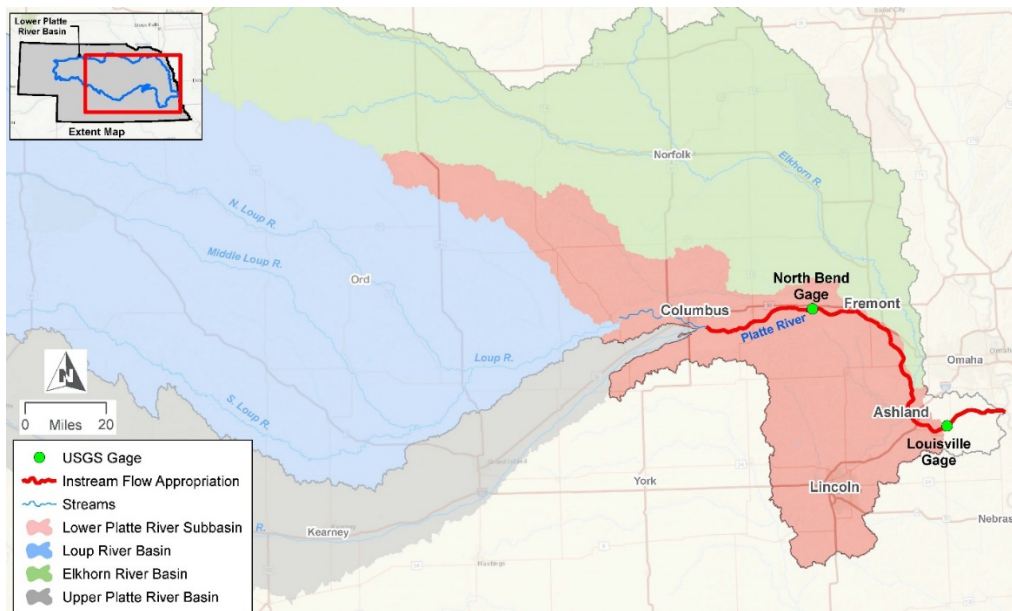 Lower Platte
River Basin
Extent Map
Norfolk
Elkhorn R.
N. Loup R.
Middle Loup R.
Ord
North Bend
Gage
Columbus
Fremont
Platte River
Loup R.
Omaha
S. Loup R.
Ashland
Louisville
Gage
N
0 Miles 20
Lincoln
York
Kearney
Hastings
Nebras
R.
USGS Gage
Instream Flow Appropriation
Streams
Lower Platte River Subbasin
Loup River Basin
Elkhorn River Basin
Upper Platte River Basin